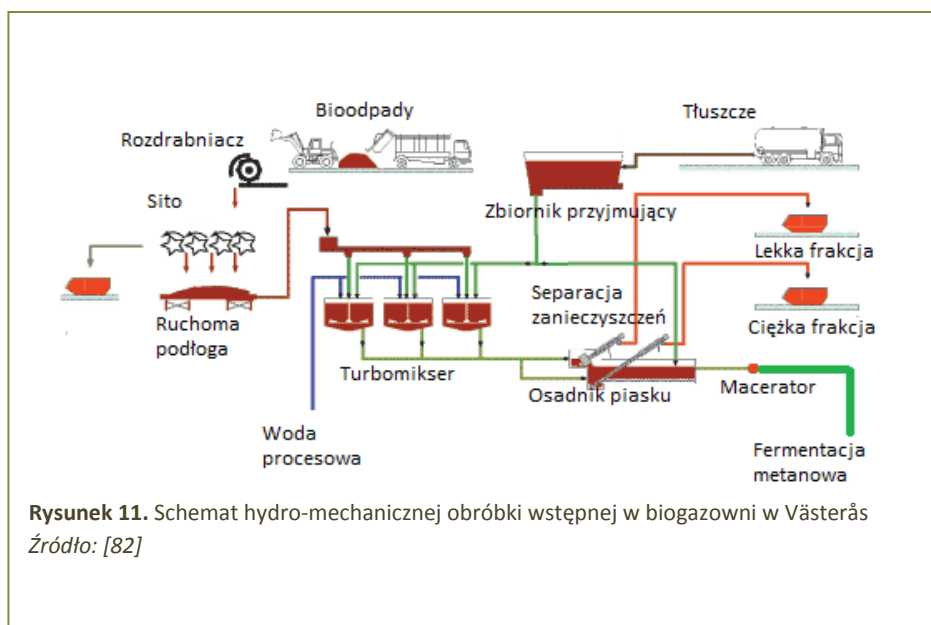 Bioodpady
Tłuszcze
Rozdrabniacz
Sito
Zbiornik przyjmujący
Lekka frakcja
Separacja
zanieczyszczeń
Ruchoma
podłoga
Ciężka frakcja
Turbomikser
Osadnik piasku
Macerator
Woda
procesowa
Fermentacja
metanowa
Rysunek 11. Schemat hydro-mechanicznej obróbki wstępnej w biogazowni w Västerås
Źródło: [82]